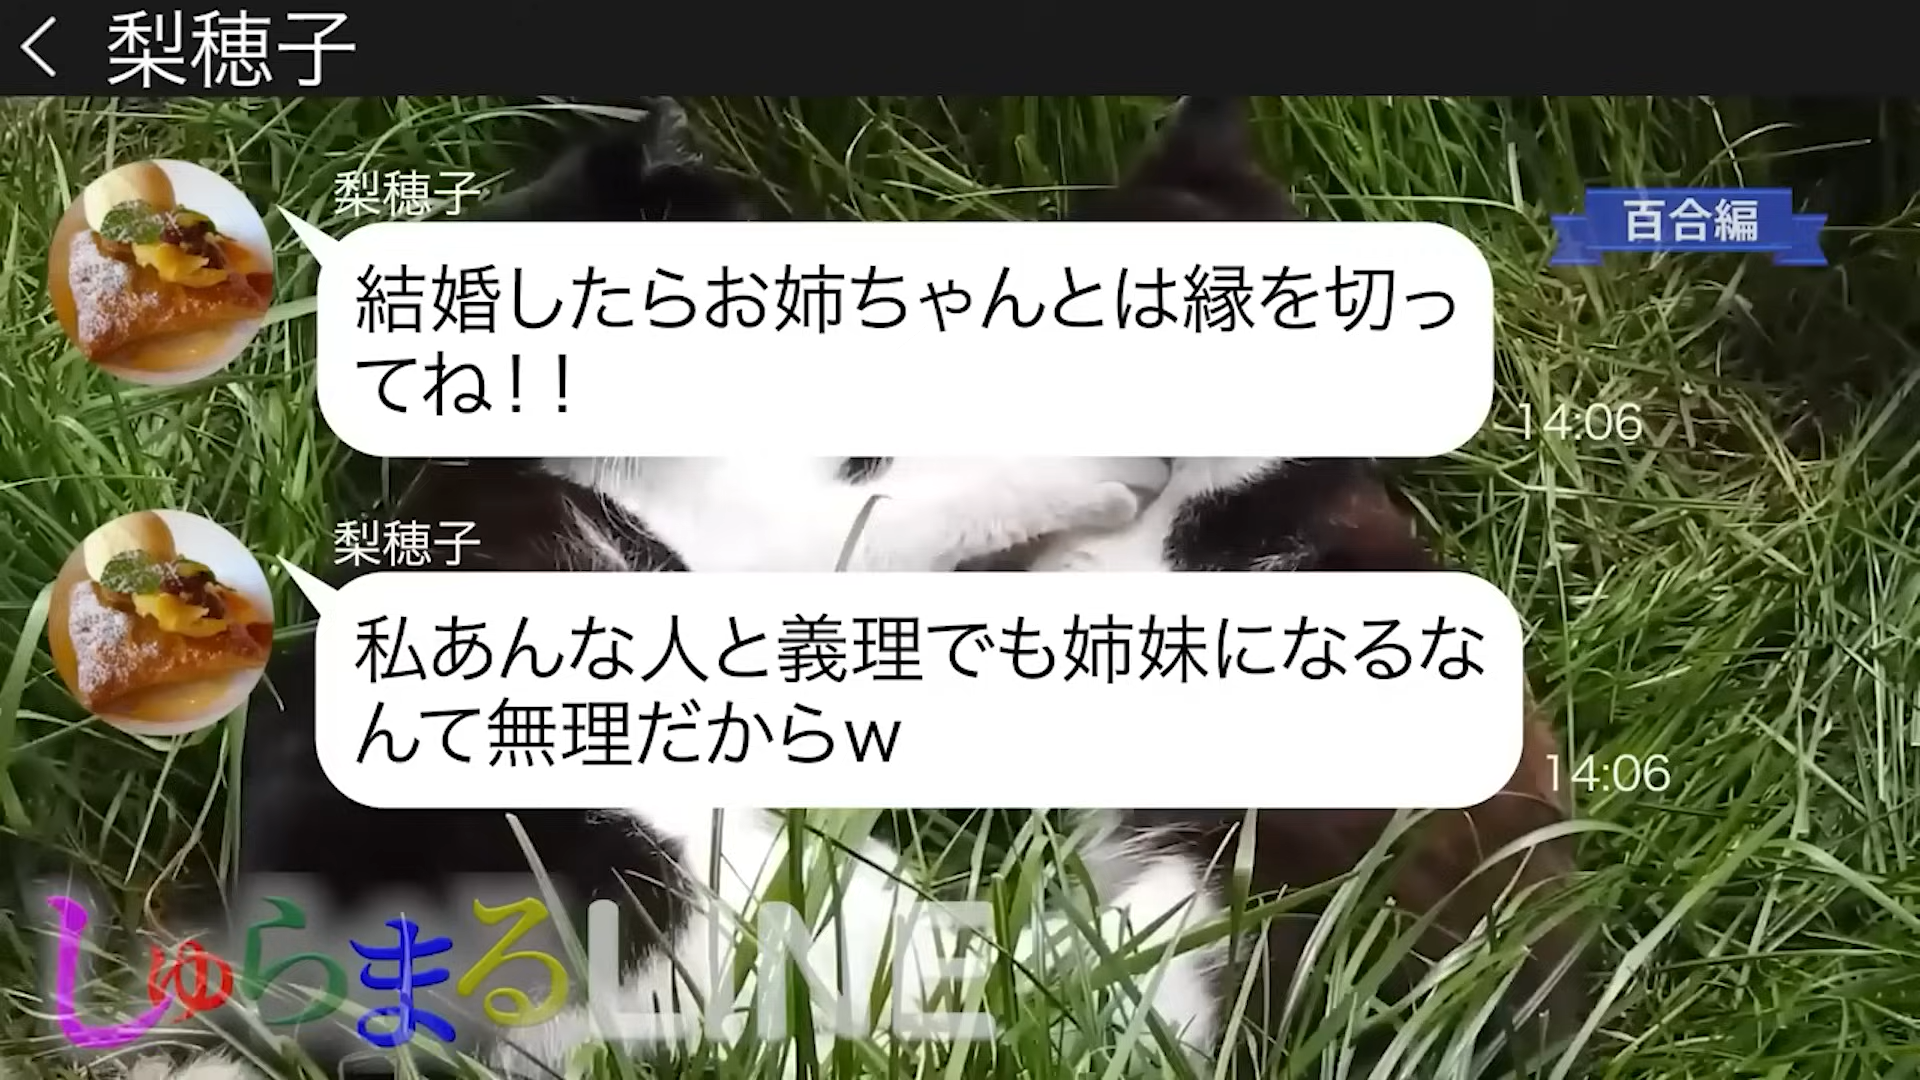 梨穂子
梨穂子
百合編
結婚したらお姉ちゃんとは縁を切っ
てね！！
14:06
梨穂子
私あんな人と義理でも姉妹になるな
んて無理だからw
14:06
しゅらまるLINE